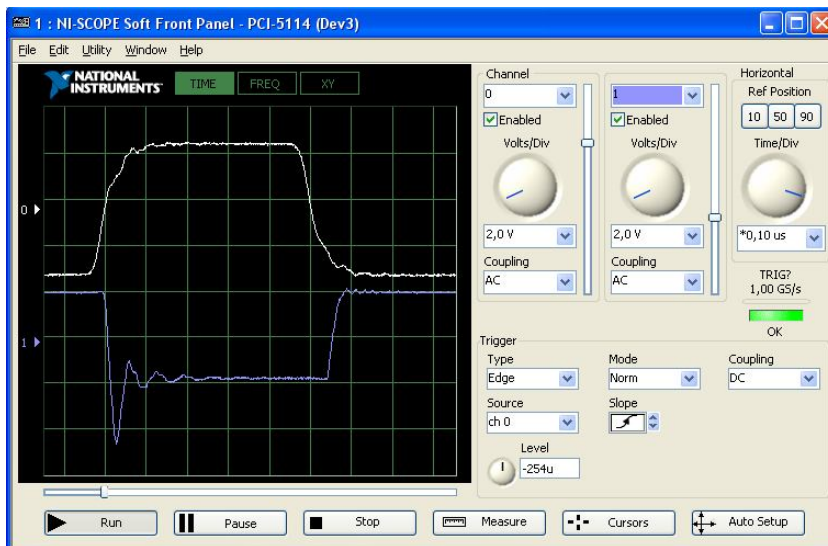 1 : NI-SCOPE Soft Front Panel - PCI-5114 (Dev3)
File Edit Utility Window Help
NATIONAL
INSTRUMENTS
TIME FREQ XY
0
1
Channel
0
Enabled
Volts/Div
2,0 V
Coupling
AC
1
Enabled
Volts/Div
2,0 V
Coupling
AC
Horizontal
Ref Position
10 50 90
Time/Div
*0,10 us
TRIG?
1,00 GS/s
OK
Trigger
Type
Edge
Mode
Norm
Coupling
DC
Source
ch 0
Slope
Level
-254u
Run Pause Stop Measure Cursors Auto Setup